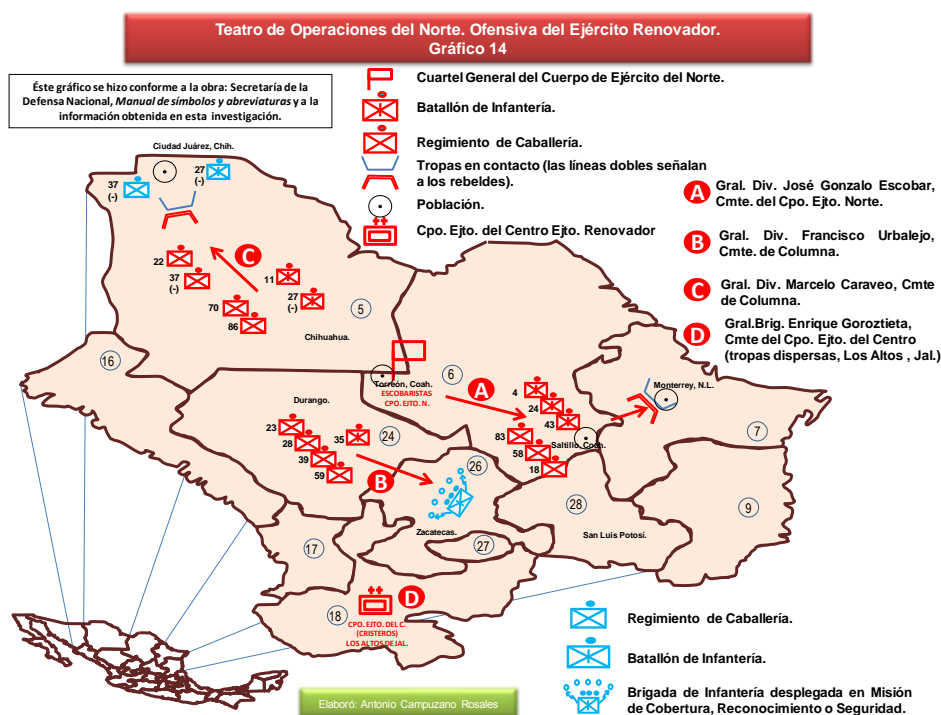 Teatro de Operaciones del Norte. Ofensiva del Ejército Renovador.
Gráfico 14
Éste gráfico se hizo conforme a la obra: Secretaría de la
Defensa Nacional, Manual de símbolos y abreviaturas y a la
información obtenida en esta investigación.
Cuartel General del Cuerpo de Ejército del Norte.
Batallón de Infantería.
Regimiento de Caballería.
Tropas en contacto (las líneas dobles señalan
a los rebeldes).
Población.
Cpo. Ejto. del Centro Ejto. Renovador
A Gral. Div. José Gonzalo Escobar,
Cmte. del Cpo. Ejto. Norte.
B Gral. Div. Francisco Urbalejo,
Cmte. de Columna.
C Gral. Div. Marcelo Caraveo, Cmte
de Columna.
D Gral.Brig. Enrique Goroztieta,
Cmte del Cpo. Ejto. del Centro
(tropas dispersas, Los Altos , Jal.)
Ciudad Juárez, Chih.
37
(-)
27
(-)
C
22
37
(-)
11
27
(-)
70
86
5
Chihuahua.
16
6
Torreón, Coah.
ESCOBARISTAS
CPO. EJTO. N.
A
4
24
43
83
58
18
Saltillo, Coah.
Monterrey, N.L.
7
Durango.
23
28
39
59
35
24
B
26
Zacatecas.
27
28
San Luis Potosí.
9
17
18
D
CPO. EJTO. DEL C.
(CRISTEROS)
LOS ALTOS DE JAL.
Regimiento de Caballería.
Batallón de Infantería.
Brigada de Infantería desplegada en Misión
de Cobertura, Reconocimiento o Seguridad.
Elaboró: Antonio Campuzano Rosales